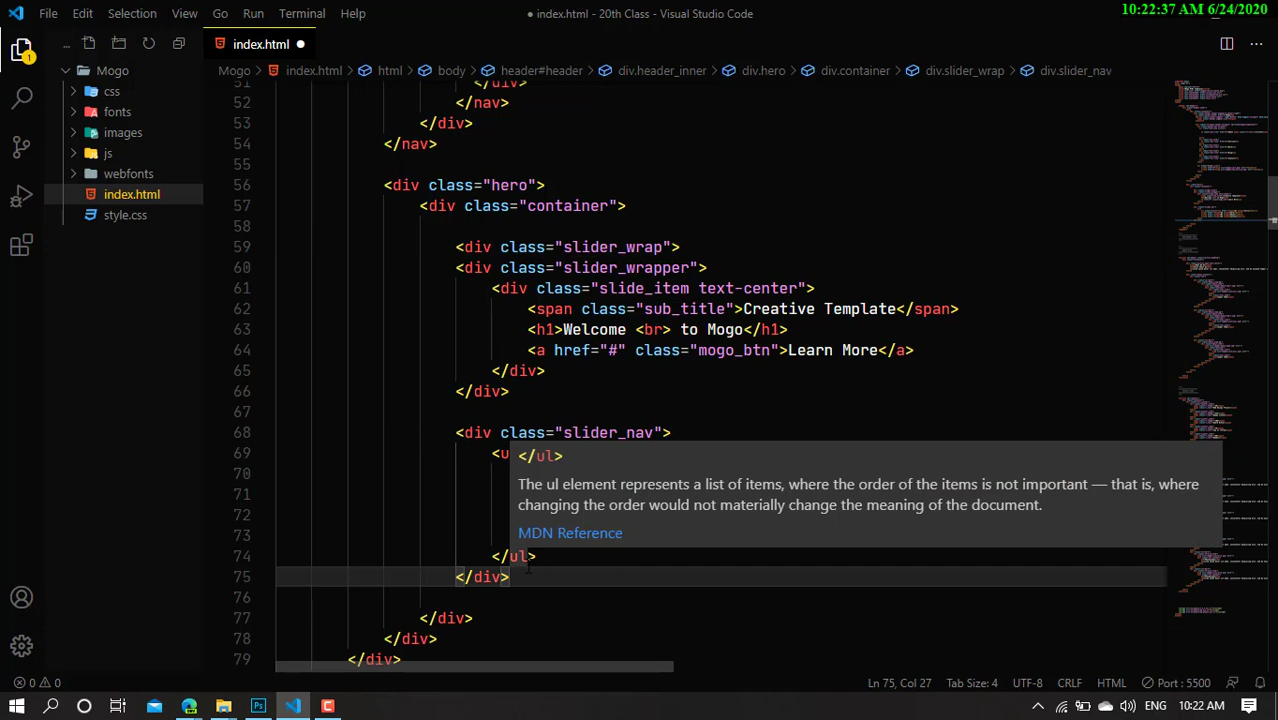 File Edit Selection View Go Run Terminal Help
● index.html - 20th Class - Visual Studio Code
10:22:37 AM 6/24/2020
1
...
index.html ●
Mogo
css
fonts
images
js
webfonts
index.html
style.css
Mogo > index.html > html > body > header#header > div.header_inner > div.hero > div.container > div.slider_wrap > div.slider_nav
51 </div>
52 </nav>
53 </div>
54 </nav>
55
56 <div class="hero">
57 <div class="container">
58
59 <div class="slider_wrap">
60 <div class="slider_wrapper">
61 <div class="slide_item text-center">
62 <span class="sub_title">Creative Template</span>
63 <h1>Welcome <br> to Mogo</h1>
64 <a href="#" class="mogo_btn">Learn More</a>
65 </div>
66 </div>
67
68 <div class="slider_nav">
69 <u
</ul>
70
The ul element represents a list of items, where the order of the items is not important — that is, where
71
changing the order would not materially change the meaning of the document.
72
MDN Reference
73
74 </ul>
75 </div>
76
77 </div>
78 </div>
79 </div>
0 0
Ln 75, Col 27 Tab Size: 4 UTF-8 CRLF HTML Port : 5500
Ps
C
ENG 10:22 AM